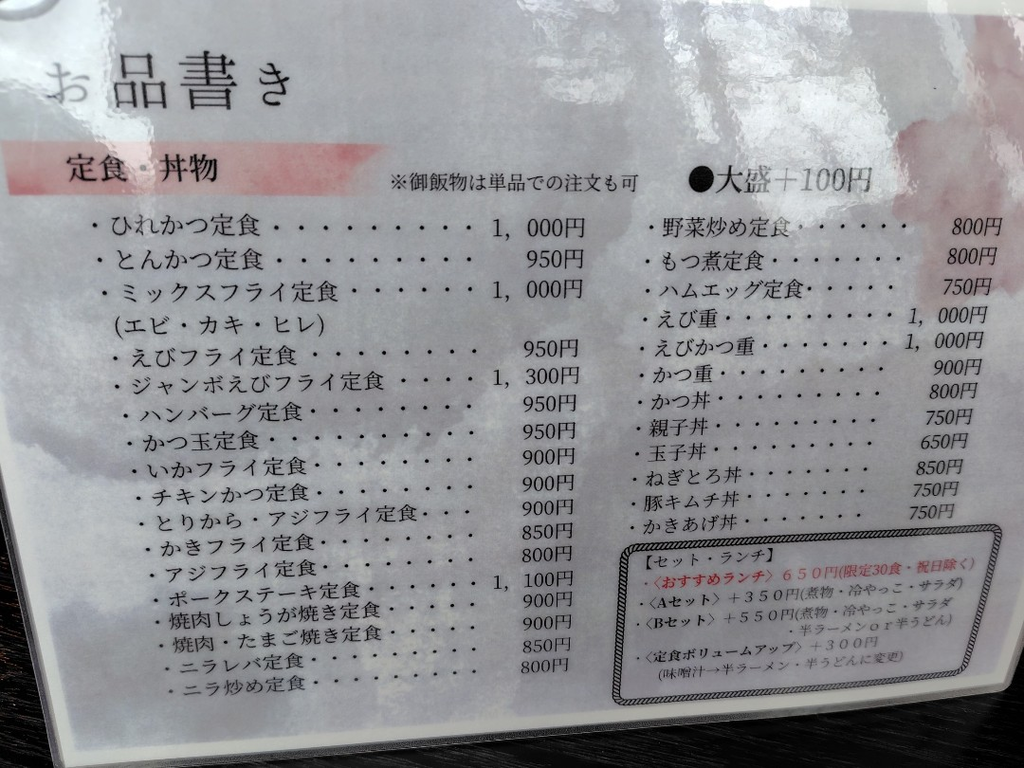 お品書き
定食・丼物
※御飯物は単品での注文も可
●大盛＋100円
・ひれかつ定食・・・・・・・・・1，000円
・とんかつ定食・・・・・・・・・950円
・ミックスフライ定食・・・・・・1，000円
(エビ・カキ・ヒレ)
・えびフライ定食・・・・・・・・950円
・ジャンボえびフライ定食・・・・1，300円
・ハンバーグ定食・・・・・・・・950円
・かつ玉定食・・・・・・・・・・950円
・いかフライ定食・・・・・・・・900円
・チキンかつ定食・・・・・・・・900円
・とりから・アジフライ定食・・・900円
・かきフライ定食・・・・・・・・850円
・アジフライ定食・・・・・・・・800円
・ポークステーキ定食・・・・・・1，100円
・焼肉しょうが焼き定食・・・・・900円
・焼肉・たまご焼き定食・・・・・900円
・ニラレバ定食・・・・・・・・・850円
・ニラ炒め定食・・・・・・・・・800円
・野菜炒め定食・・・・・・800円
・もつ煮定食・・・・・・・800円
・ハムエッグ定食・・・・・750円
・えび重・・・・・・・・・1，000円
・えびかつ重・・・・・・・1，000円
・かつ重・・・・・・・・・900円
・かつ丼・・・・・・・・・800円
・親子丼・・・・・・・・・750円
・玉子丼・・・・・・・・・650円
・ねぎとろ丼・・・・・・・850円
・豚キムチ丼・・・・・・・750円
・かきあげ丼・・・・・・・750円
【セット・ランチ】
・〈おすすめランチ〉６５０円(限定30食・祝日除く)
・〈Aセット〉＋３５０円(煮物・冷やっこ・サラダ)
・〈Bセット〉＋５５０円(煮物・冷やっこ・サラダ
・半ラーメンｏｒ半うどん)
・〈定食ボリュームアップ〉＋３００円
(味噌汁→半ラーメン・半うどんに変更)